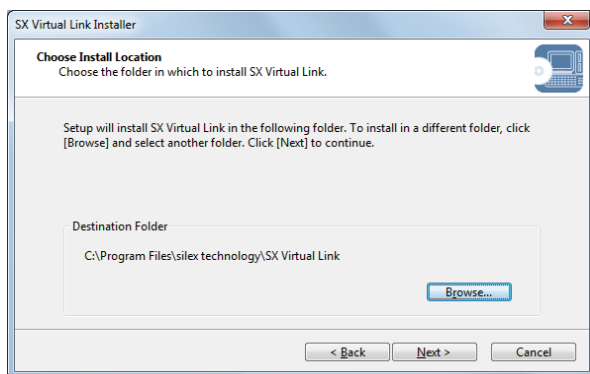 SX Virtual Link Installer
Choose Install Location
Choose the folder in which to install SX Virtual Link.
Setup will install SX Virtual Link in the following folder. To install in a different folder, click
[Browse] and select another folder. Click [Next] to continue.
Destination Folder
C:\Program Files\silex technology\SX Virtual Link
Browse...
< Back Next > Cancel